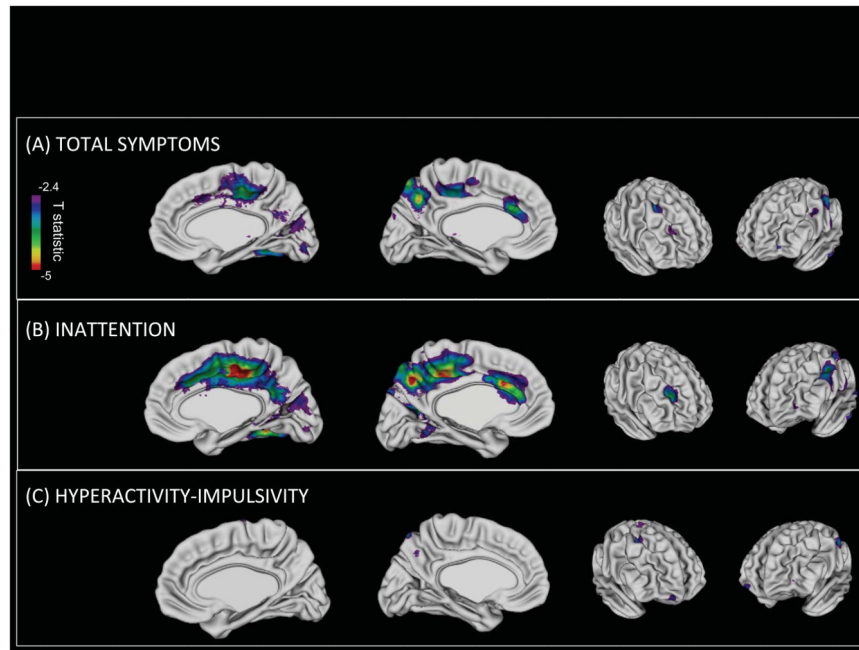 (A) TOTAL SYMPTOMS
-2.4
T statistic
-5
(B) INATTENTION
(C) HYPERACTIVITY-IMPULSIVITY